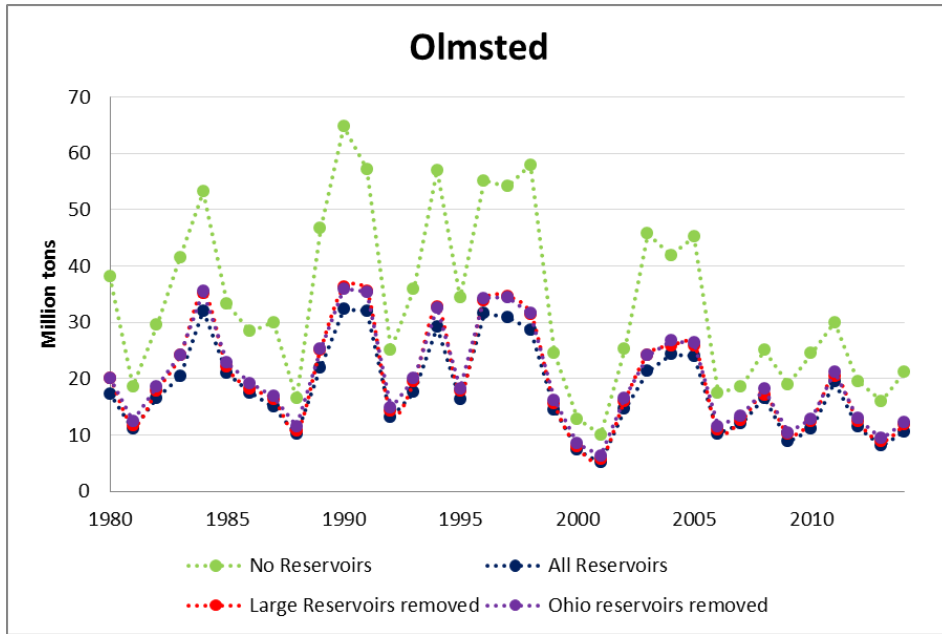 Olmsted
70
60
50
40
30
20
10
0
Million tons
1980 1985 1990 1995 2000 2005 2010
No Reservoirs All Reservoirs
Large Reservoirs removed Ohio reservoirs removed